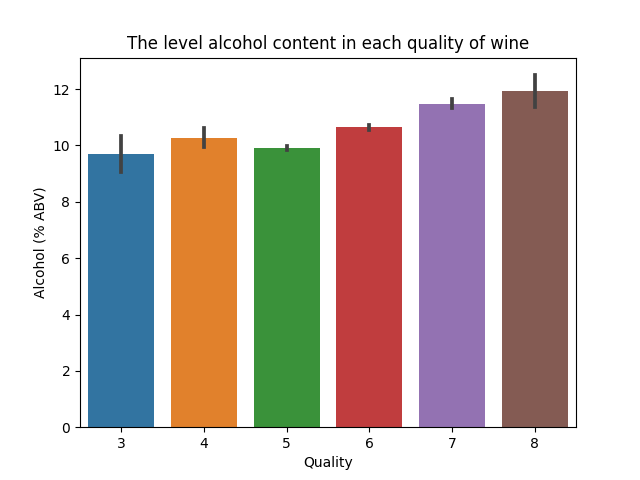 The level alcohol content in each quality of wine
Alcohol (% ABV)
12
10
8
6
4
2
0
3 4 5 6 7 8
Quality